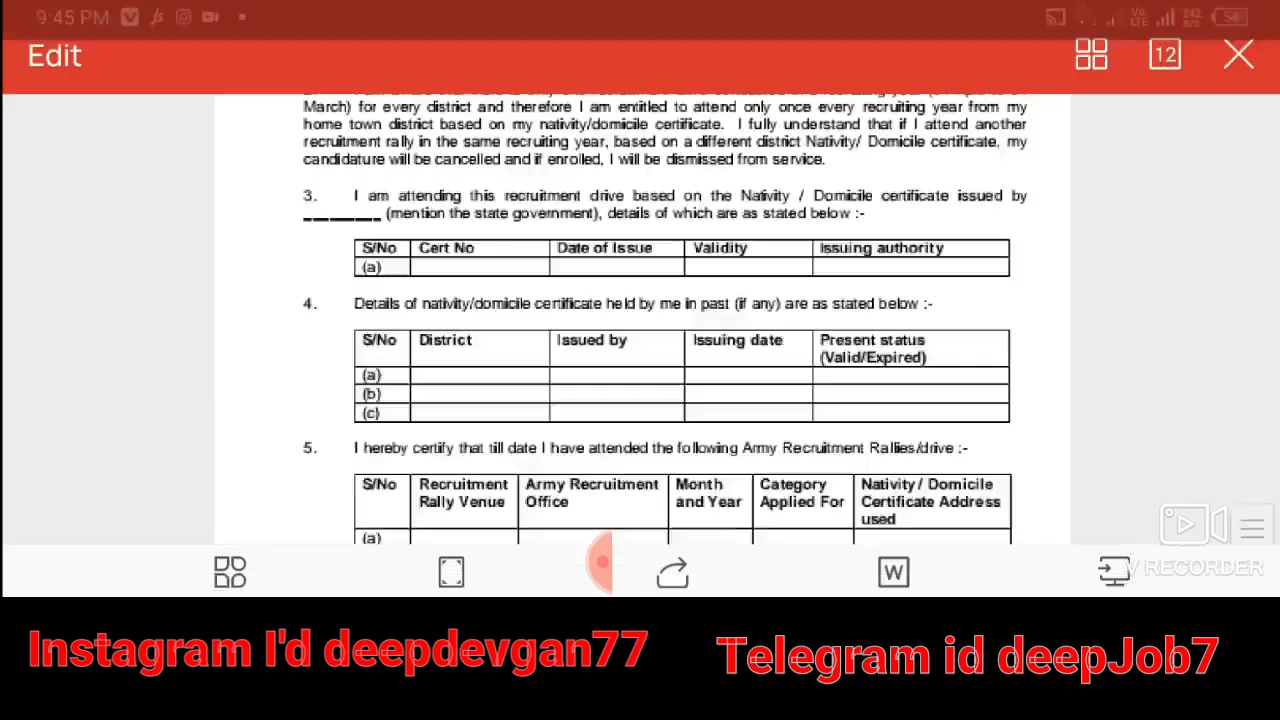 9:45 PM
Vo LTE 242 B/s 58
Edit
12
March) for every district and therefore I am entitled to attend only once every recruiting year from my
home town district based on my nativity/domicile certificate. I fully understand that if I attend another
recruitment rally in the same recruiting year, based on a different district Nativity/ Domicile certificate, my
candidature will be cancelled and if enrolled, I will be dismissed from service.
3. I am attending this recruitment drive based on the Nativity / Domicile certificate issued by
_________ (mention the state government), details of which are as stated below :-
S/No Cert No Date of Issue Validity Issuing authority
(a)
4. Details of nativity/domicile certificate held by me in past (if any) are as stated below :-
S/No District Issued by Issuing date Present status
(Valid/Expired)
(a)
(b)
(c)
5. I hereby certify that till date I have attended the following Army Recruitment Rallies/drive :-
S/No Recruitment Army Recruitment Month Category Nativity / Domicile
Rally Venue Office and Year Applied For Certificate Address
used
(a)
W
V RECORDER
Instagram I'd deepdevgan77
Telegram id deepJob7